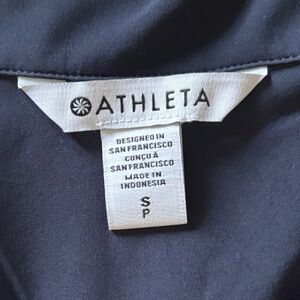 ATHLETA
DESIGNED IN
SAN FRANCISCO
CONÇU À
SAN FRANCISCO
MADE IN
INDONESIA
S
P